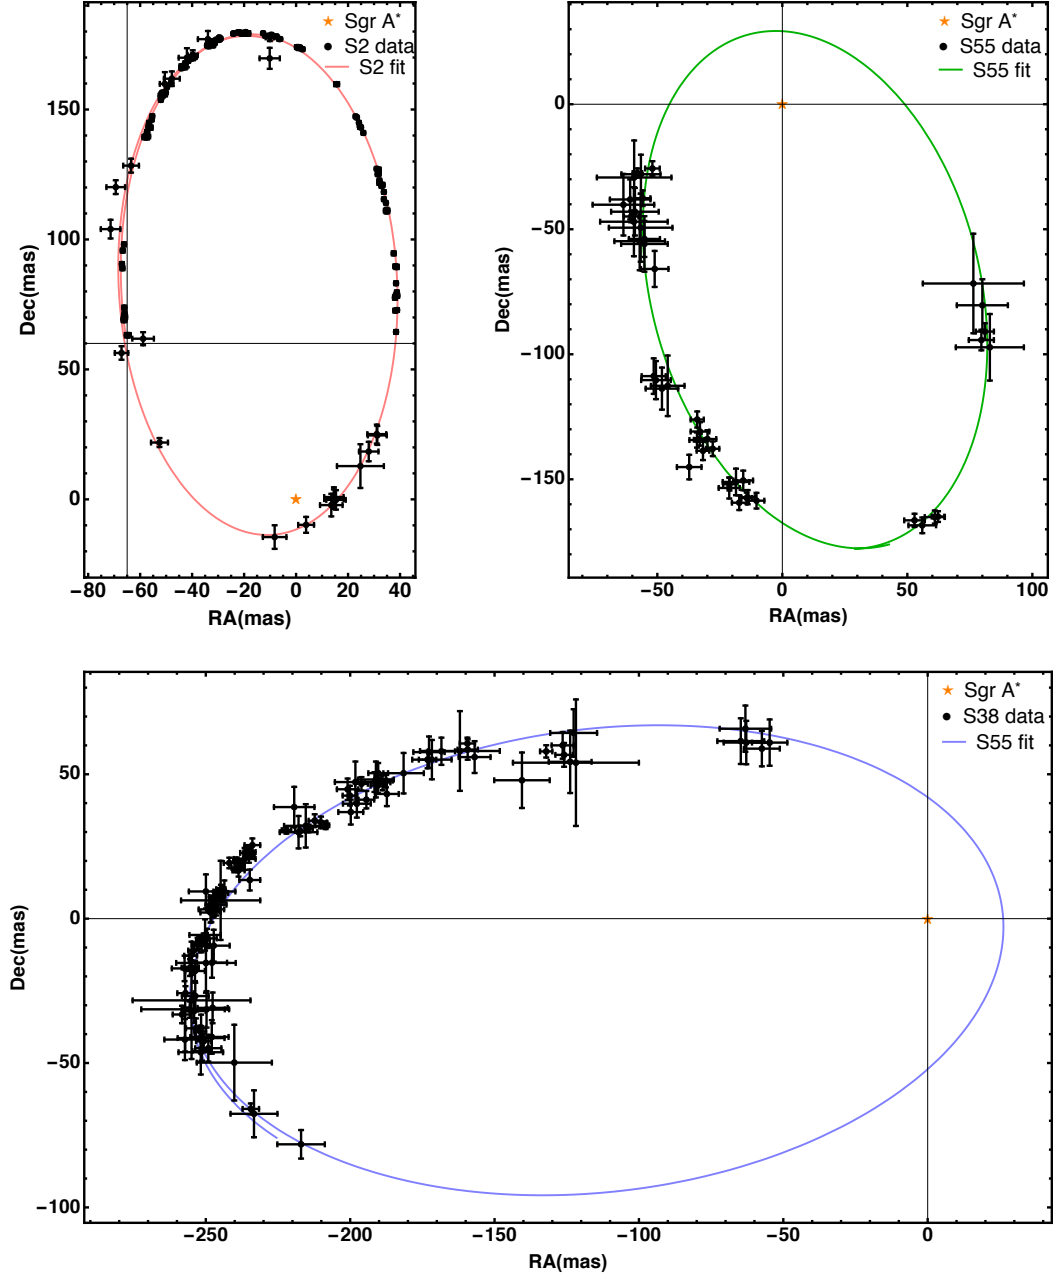 Sgr A*
S2 data
S2 fit
150
100
50
0
Dec(mas)
−80 −60 −40 −20 0 20 40
RA(mas)
Sgr A*
S55 data
S55 fit
0
−50
−100
−150
Dec(mas)
−50 0 50 100
RA(mas)
Sgr A*
S38 data
S55 fit
50
0
−50
−100
Dec(mas)
−250 −200 −150 −100 −50 0
RA(mas)